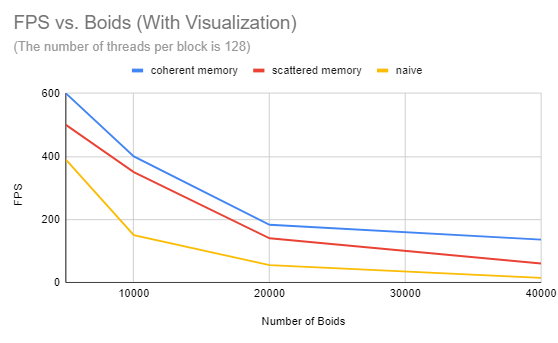 FPS vs. Boids (With Visualization)
(The number of threads per block is 128)
coherent memory scattered memory naive
600
400
200
0
FPS
10000 20000 30000 40000
Number of Boids